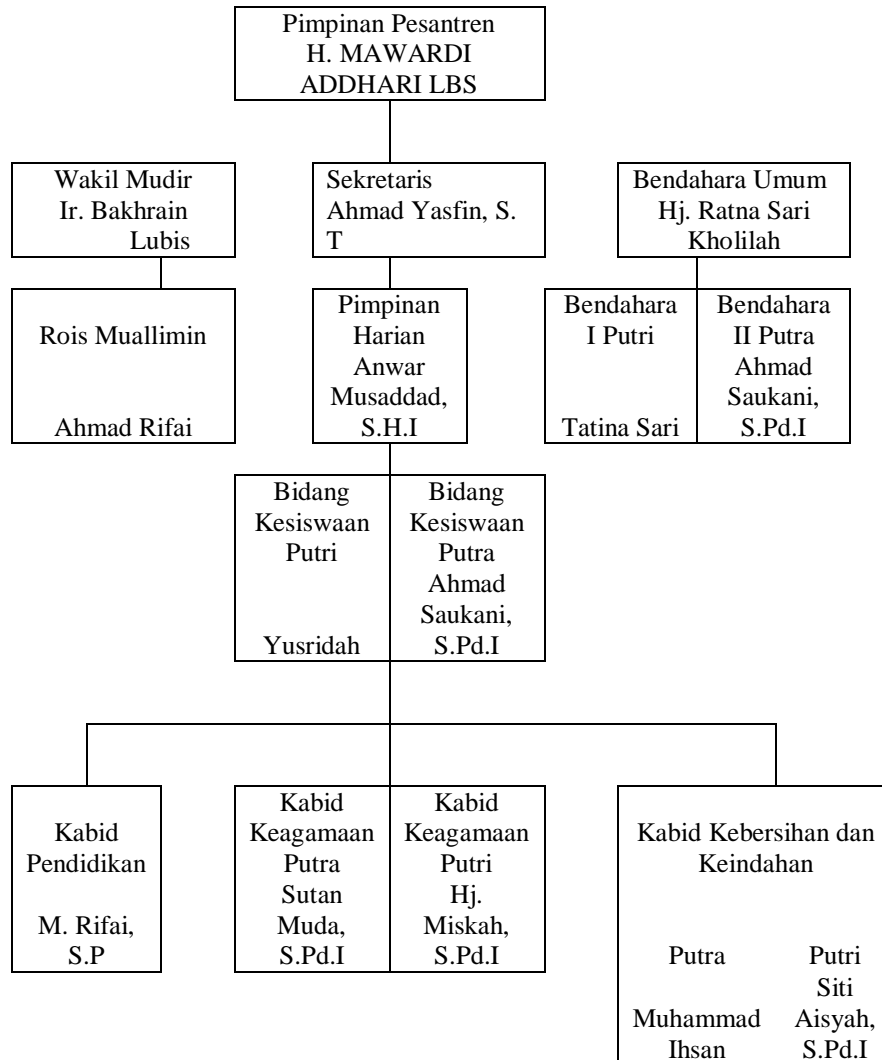 Pimpinan Pesantren
H. MAWARDI
ADDHARI LBS
Wakil Mudir
Ir. Bakhrain
Lubis
Sekretaris
Ahmad Yasfin, S.
T
Bendahara Umum
Hj. Ratna Sari
Kholilah
Rois Muallimin
Ahmad Rifai
Pimpinan
Harian
Anwar
Musaddad,
S.H.I
Bendahara
I Putri
Tatina Sari
Bendahara
II Putra
Ahmad
Saukani,
S.Pd.I
Bidang
Kesiswaan
Putri
Yusridah
Bidang
Kesiswaan
Putra
Ahmad
Saukani,
S.Pd.I
Kabid
Pendidikan
M. Rifai,
S.P
Kabid
Keagamaan
Putra
Sutan
Muda,
S.Pd.I
Kabid
Keagamaan
Putri
Hj.
Miskah,
S.Pd.I
Kabid Kebersihan dan
Keindahan
Putra
Muhammad
Ihsan
Putri
Siti
Aisyah,
S.Pd.I